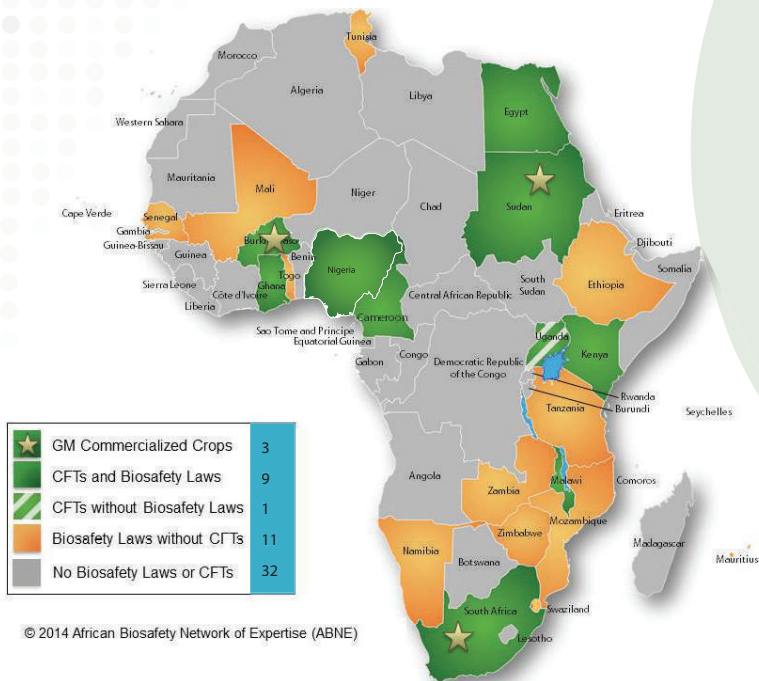 Tunisia
Morocco
Algeria
Libya
Egypt
Western Sahara
Mauritania
Mali
Niger
Chad
Sudan
Eritrea
Cape Verde
Senegal
Gambia
Guinea-Bissau
Guinea
Burkina Faso
Benin
Nigeria
Djibouti
Somalia
Sierra Leone
Liberia
Côte d'Ivoire
Ghana
Togo
Cameroon
Central African Republic
South
Sudan
Ethiopia
Sao Tome and Principe
Equatorial Guinea
Gabon
Congo
Democratic Republic
of the Congo
Uganda
Kenya
Rwanda
Burundi
Tanzania
Seychelles
Angola
Zambia
Malawi
Comoros
Mozambique
Zimbabwe
Namibia
Botswana
Madagascar
Mauritius
South Africa
Swaziland
Lesotho
GM Commercialized Crops 3
CFTs and Biosafety Laws 9
CFTs without Biosafety Laws 1
Biosafety Laws without CFTs 11
No Biosafety Laws or CFTs 32
© 2014 African Biosafety Network of Expertise (ABNE)